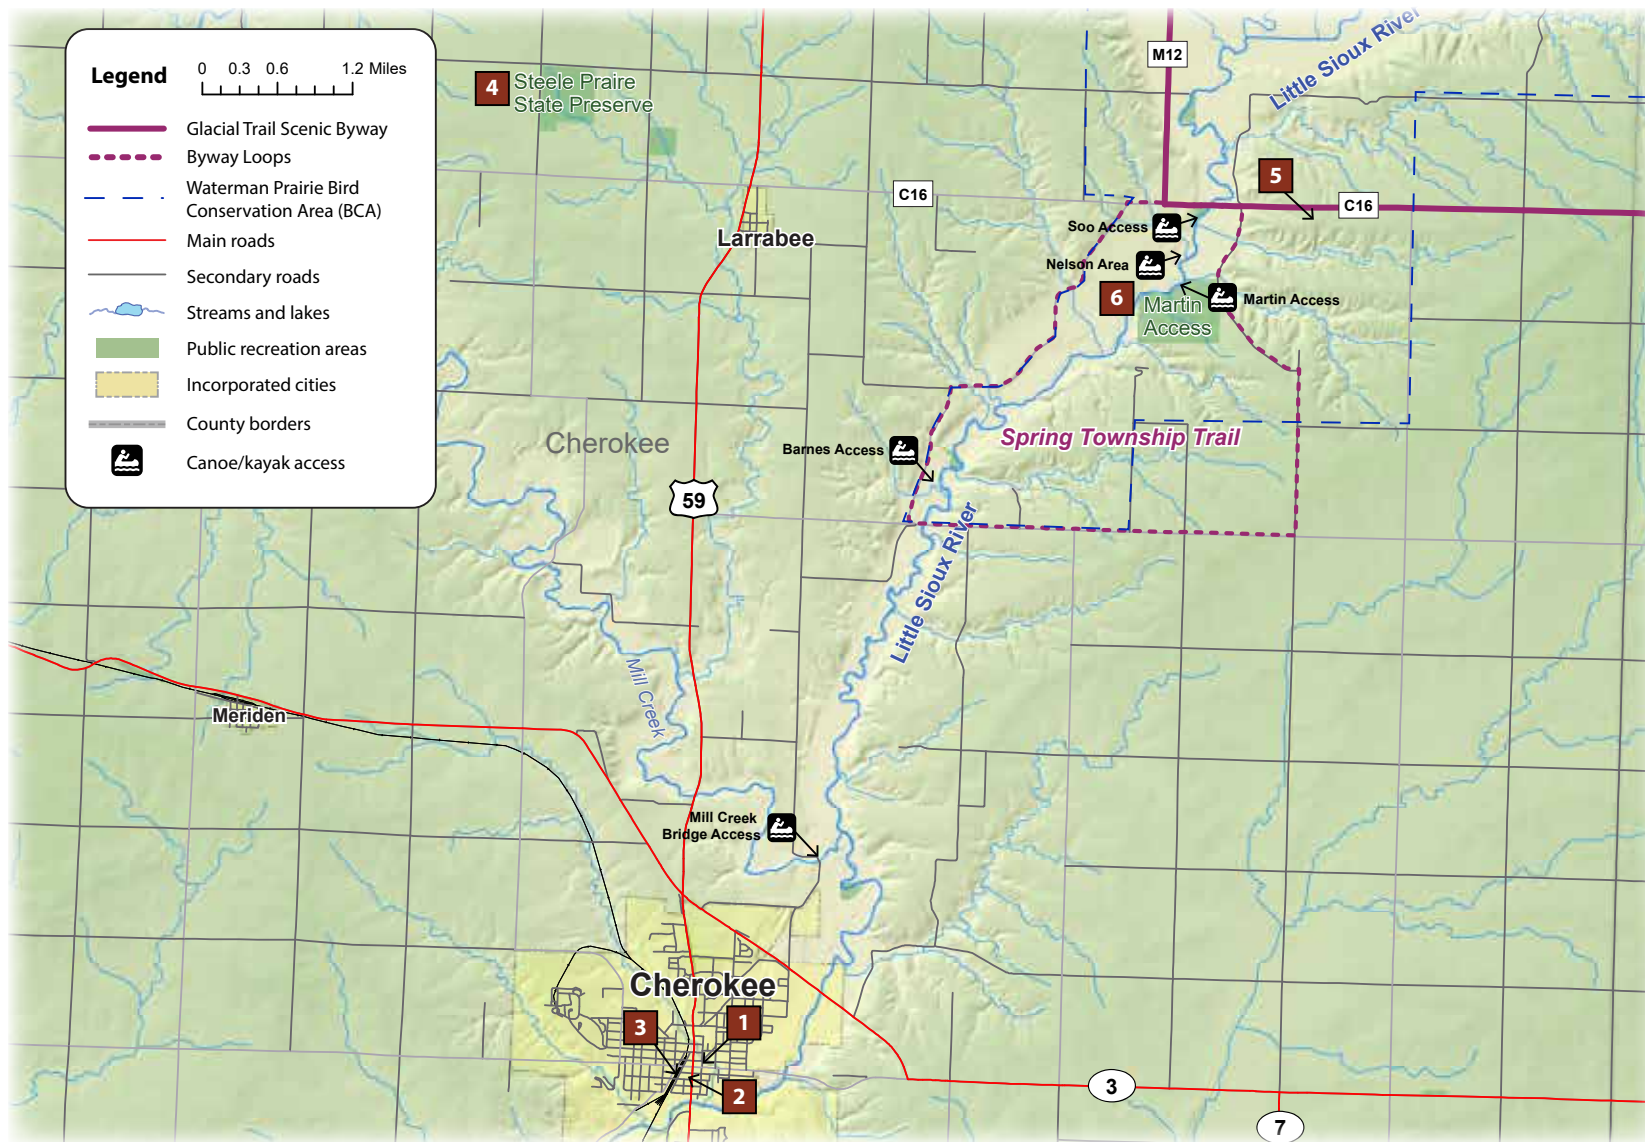 Legend
0 0.3 0.6 1.2 Miles
Glacial Trail Scenic Byway
Byway Loops
Waterman Prairie Bird
Conservation Area (BCA)
Main roads
Secondary roads
Streams and lakes
Public recreation areas
Incorporated cities
County borders
Canoe/kayak access
4
Steele Praire
State Preserve
M12
Little Sioux River
5
C16
C16
Larrabee
Soo Access
Nelson Area
6
Martin
Access
Martin Access
Cherokee
Barnes Access
Spring Township Trail
59
Little Sioux River
Mill Creek
Meriden
Mill Creek
Bridge Access
Cherokee
3
1
2
3
7